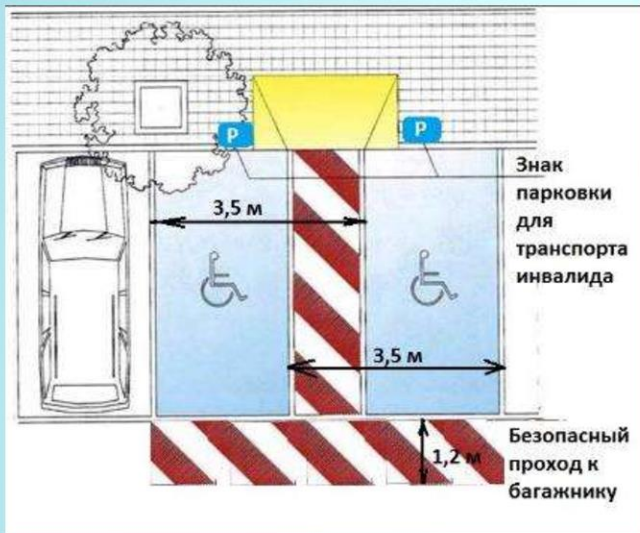 P
P
Знак
парковки
для
транспорта
инвалида
3,5 м
3,5 м
1,2 м
Безопасный
проход к
багажнику